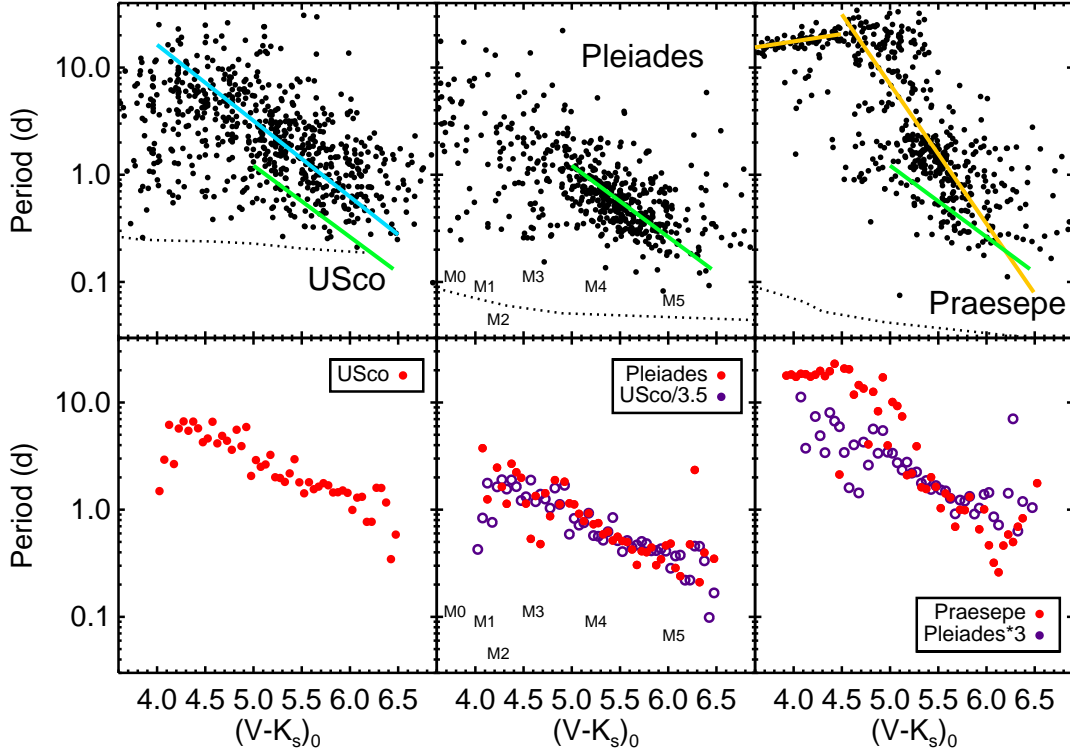 Period (d)
10.0
1.0
0.1
USco
Pleiades
M0
M1
M2
M3
M4
M5
Praesepe
Period (d)
10.0
1.0
0.1
USco
Pleiades
USco/3.5
M0
M1
M2
M3
M4
M5
Praesepe
Pleiades*3
4.0 4.5 5.0 5.5 6.0 6.5
4.0 4.5 5.0 5.5 6.0 6.5
4.0 4.5 5.0 5.5 6.0 6.5
(V-Ks)0
(V-Ks)0
(V-Ks)0